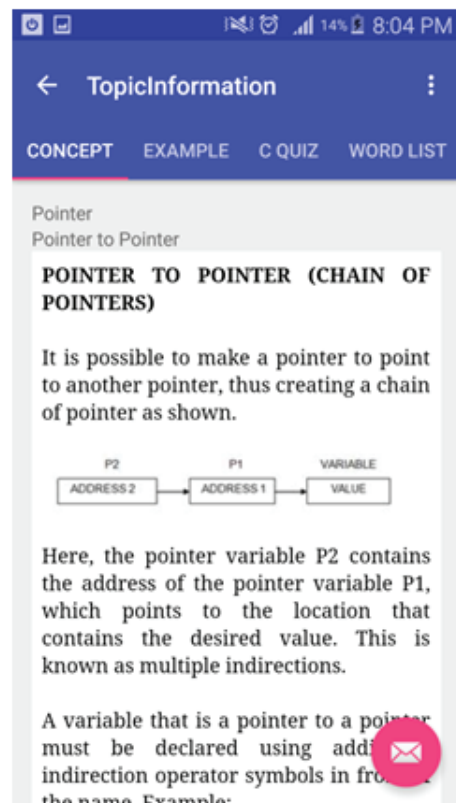 14% 8:04 PM
TopicInformation
CONCEPT EXAMPLE C QUIZ WORD LIST
Pointer
Pointer to Pointer
POINTER TO POINTER (CHAIN OF
POINTERS)
It is possible to make a pointer to point
to another pointer, thus creating a chain
of pointer as shown.
P2 P1 VARIABLE
ADDRESS 2 ADDRESS 1 VALUE
Here, the pointer variable P2 contains
the address of the pointer variable P1,
which points to the location that
contains the desired value. This is
known as multiple indirections.
A variable that is a pointer to a pointer
must be declared using
indirection operator symbols in
the name. Example: